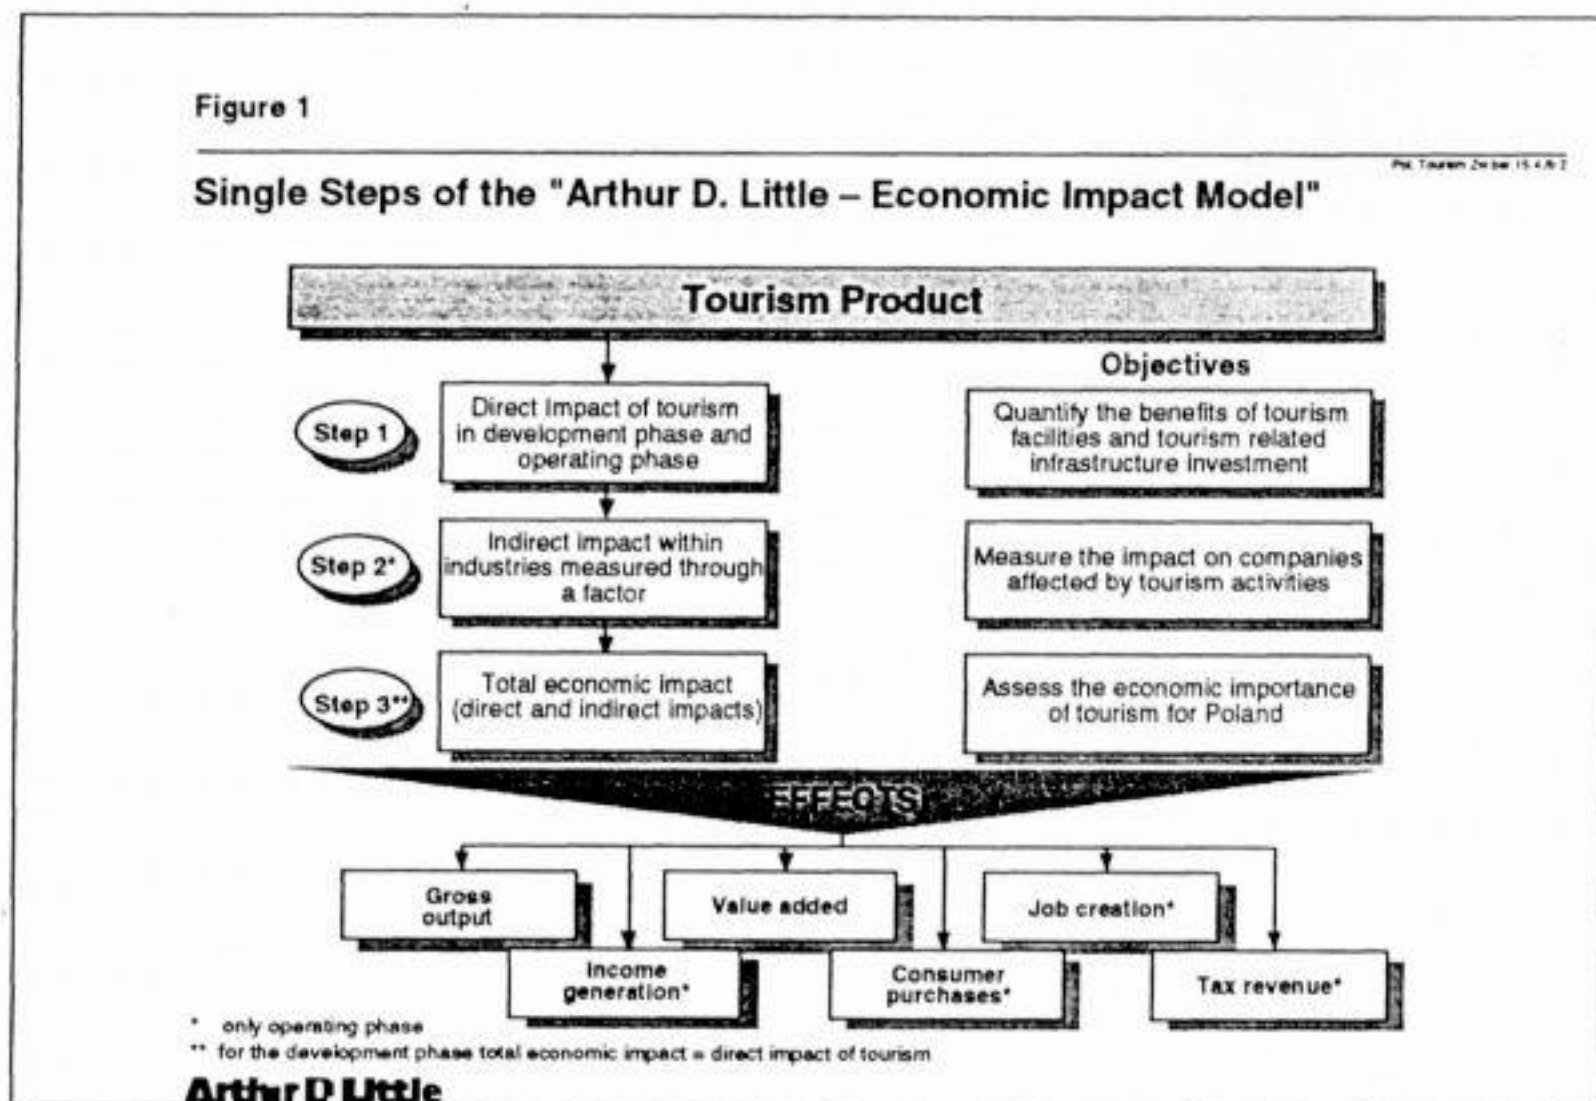 Figure 1
Pol. Tourism
Single Steps of the "Arthur D. Little – Economic Impact Model"
Tourism Product
Objectives
Step 1
Direct Impact of tourism
in development phase and
operating phase
Quantify the benefits of tourism
facilities and tourism related
infrastructure investment
Step 2*
Indirect impact within
industries measured through
a factor
Measure the impact on companies
affected by tourism activities
Step 3**
Total economic impact
(direct and indirect impacts)
Assess the economic importance
of tourism for Poland
EFFECTS
Gross
output
Value added
Job creation*
Income
generation*
Consumer
purchases*
Tax revenue*
* only operating phase
** for the development phase total economic impact = direct impact of tourism
Arthur D Little